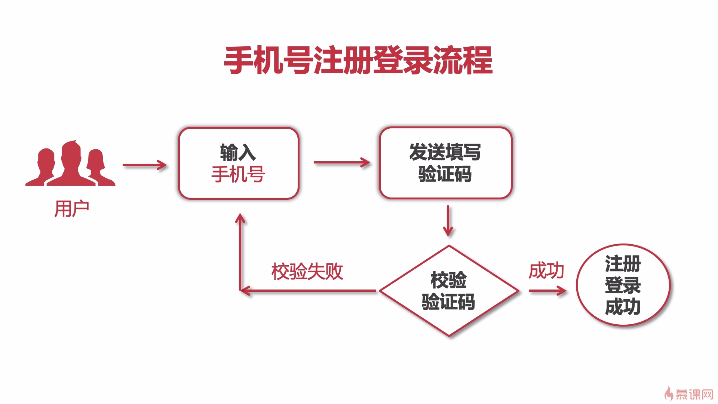 手机号注册登录流程
用户
输入
手机号
发送填写
验证码
校验失败
校验
验证码
成功
注册
登录
成功
慕课网